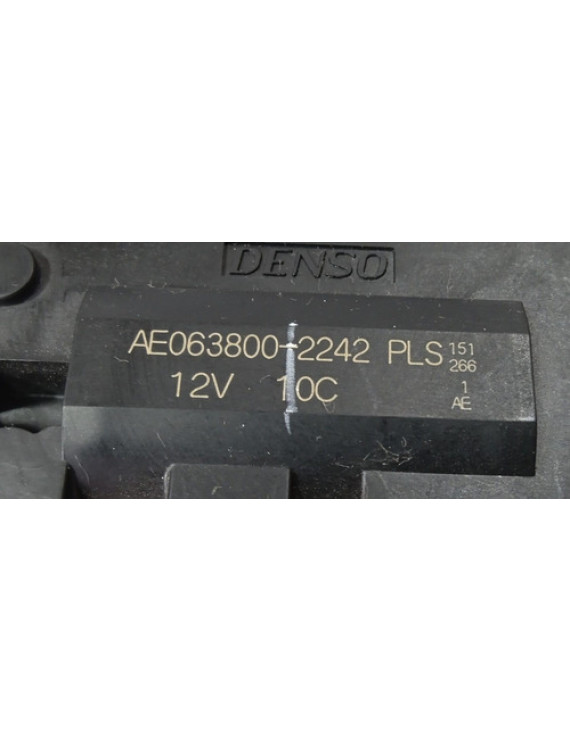 DENSO
AE063800-2242 PLS 151
266
12V 10C 1
AE